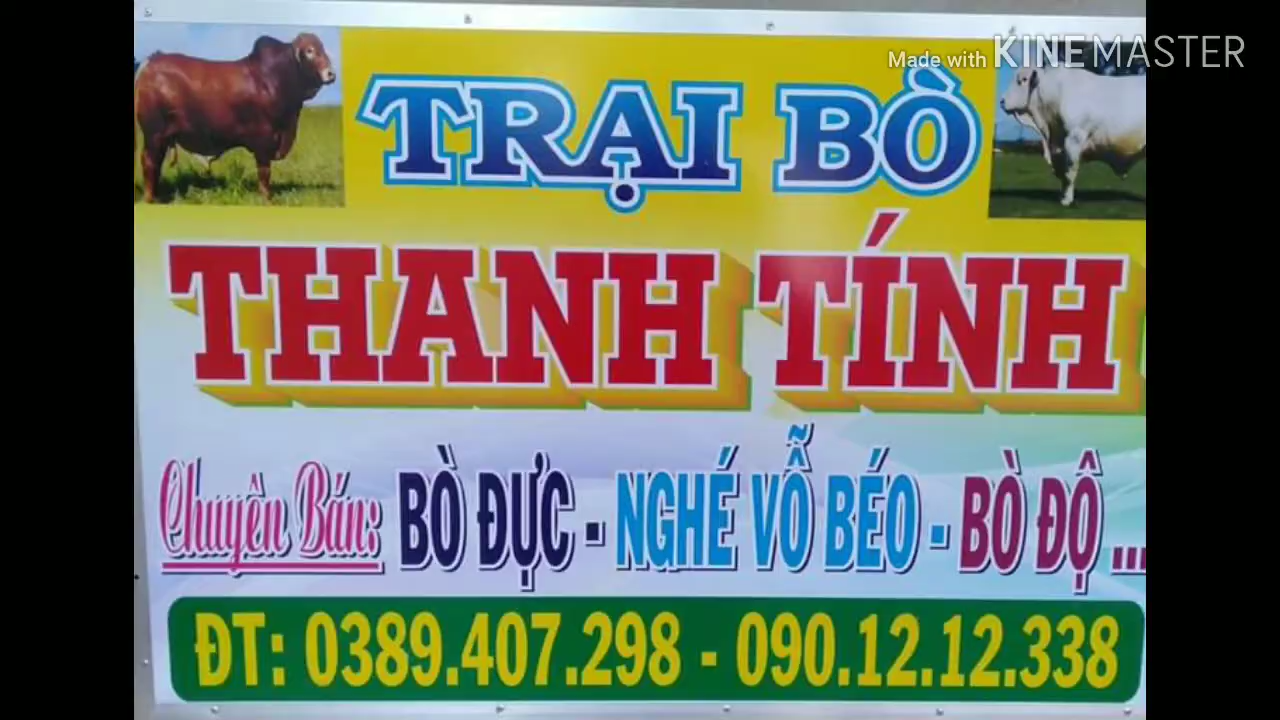 Made with KINEMASTER
TRẠI BÒ
THANH TÍNH
Chuyên Bán: BÒ ĐỰC - NGHÉ VỖ BÉO - BÒ ĐỘ ...
ĐT: 0389.407.298 - 090.12.12.338